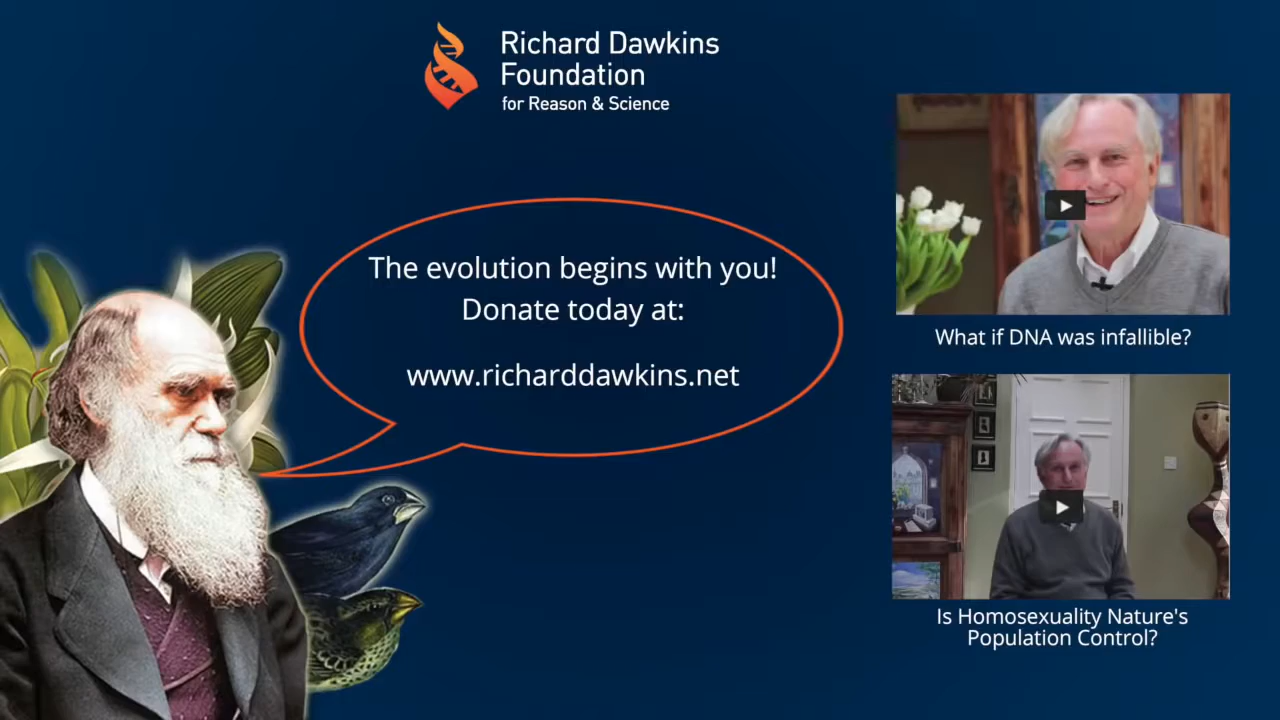 Richard Dawkins
Foundation
for Reason & Science
The evolution begins with you!
Donate today at:
www.richarddawkins.net
What if DNA was infallible?
Is Homosexuality Nature's
Population Control?